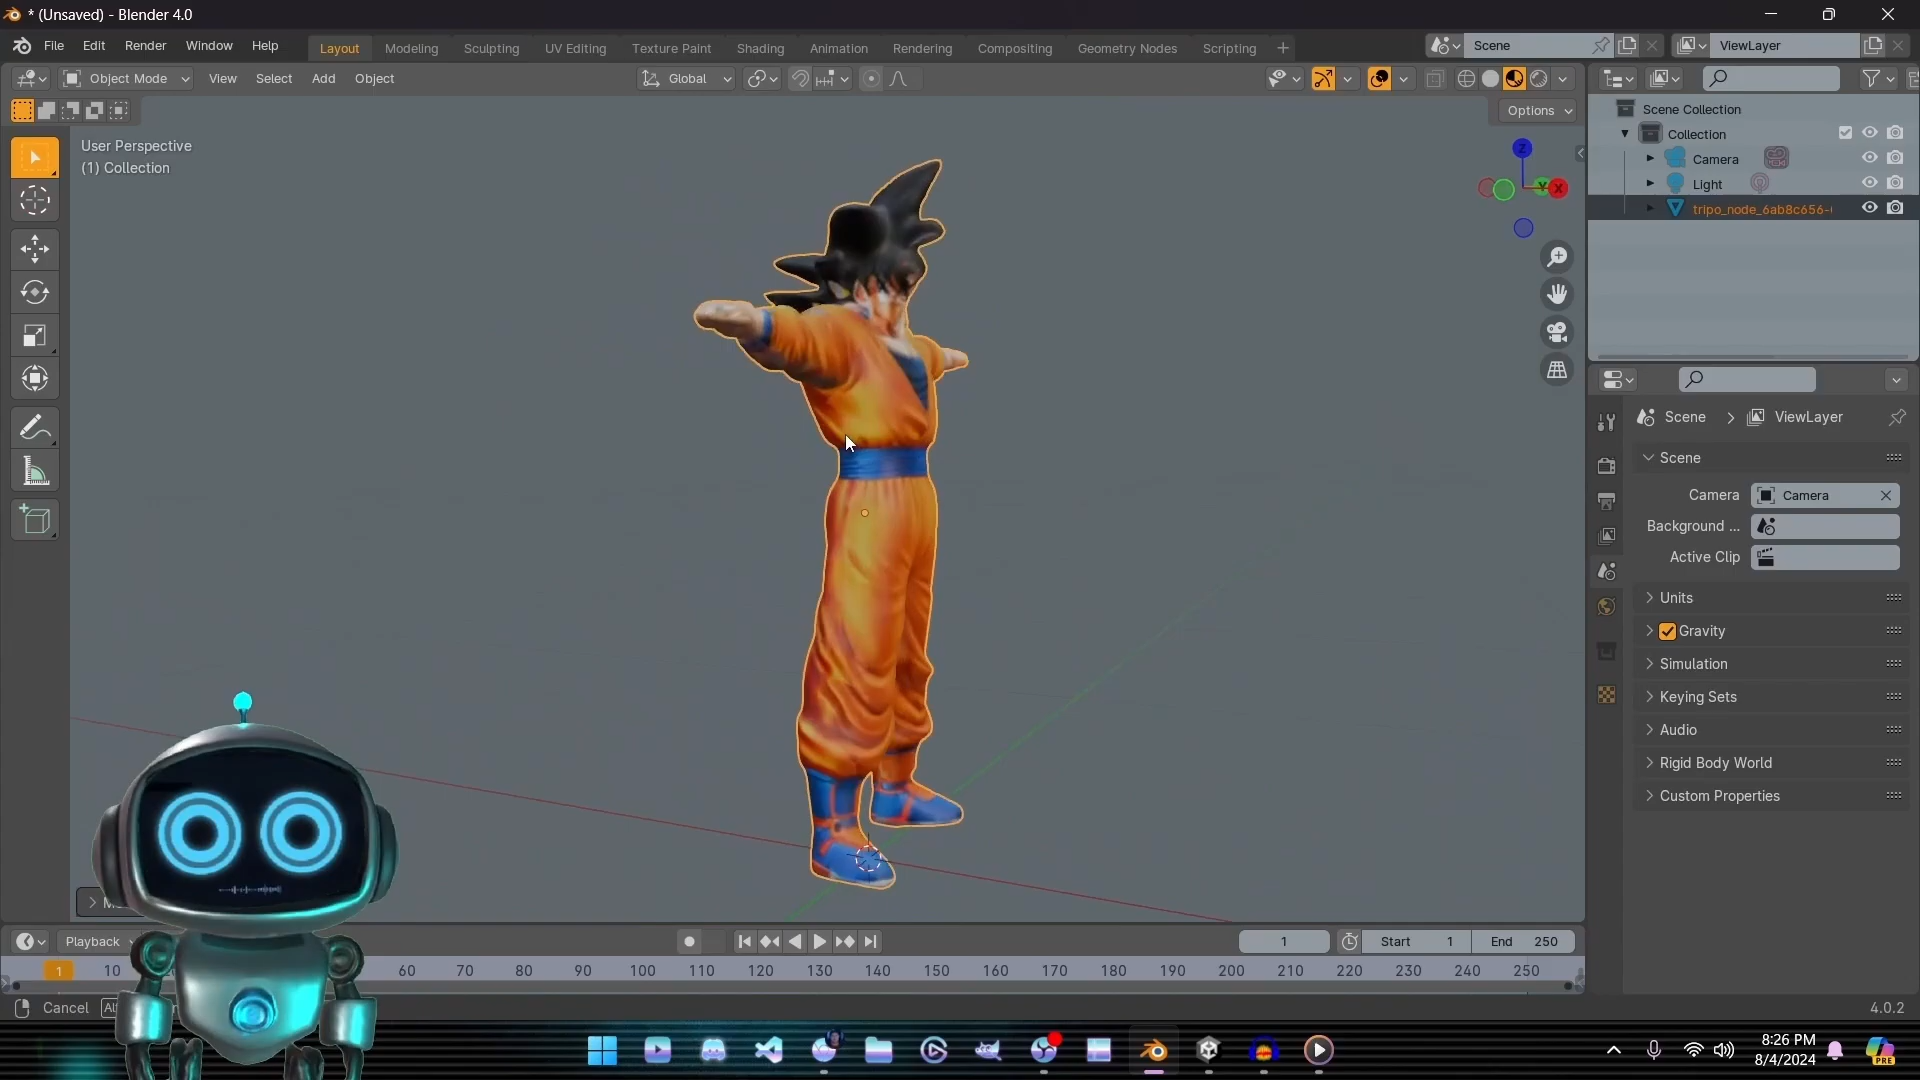 * (Unsaved) - Blender 4.0
File Edit Render Window Help
Layout Modeling Sculpting UV Editing Texture Paint Shading Animation Rendering Compositing Geometry Nodes Scripting
Scene
ViewLayer
Object Mode View Select Add Object
Global
Options
User Perspective
(1) Collection
Z
Y
X
Scene Collection
Collection
Camera
Light
tripo_node_6ab8c656-
Scene ViewLayer
Scene
Camera Camera
Background ...
Active Clip
Units
Gravity
Simulation
Keying Sets
Audio
Rigid Body World
Custom Properties
Playback
1
Start 1
End 250
1 10 60 70 80 90 100 110 120 130 140 150 160 170 180 190 200 210 220 230 240 250
Cancel
4.0.2
8:26 PM
8/4/2024
PRE